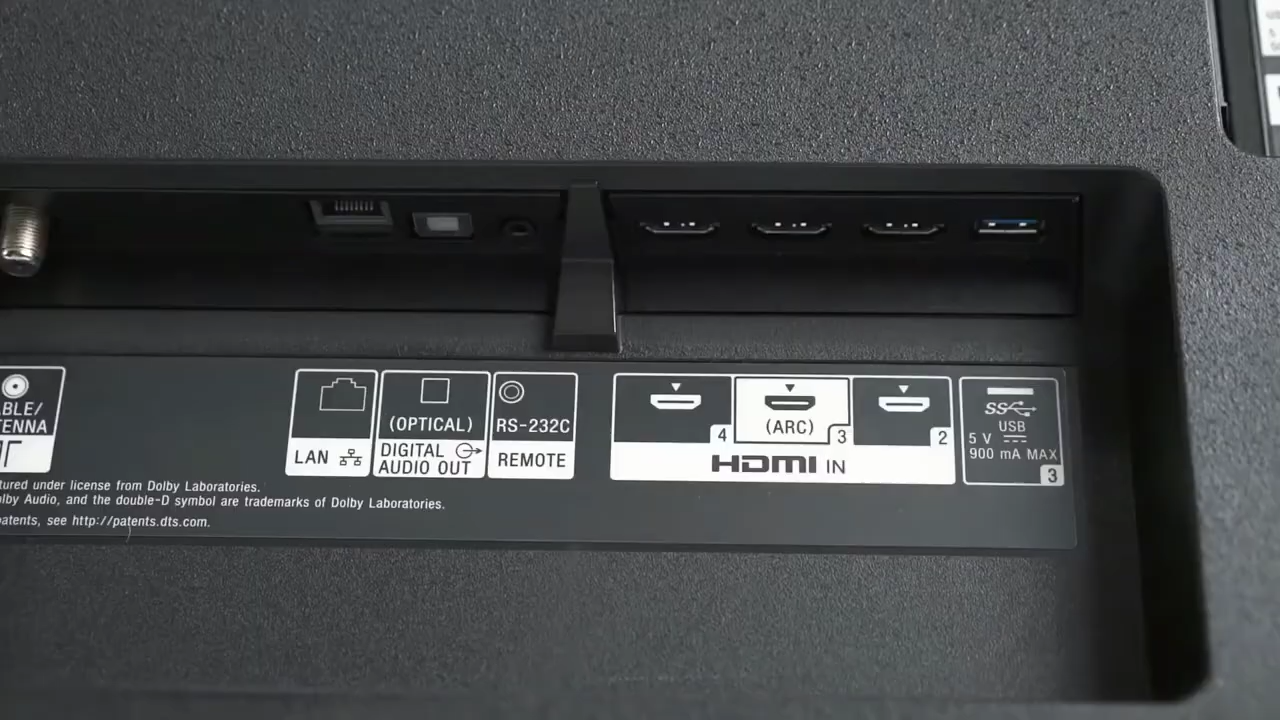 ABLE/
TENNA
LAN
(OPTICAL)
DIGITAL
AUDIO OUT
RS-232C
REMOTE
4
(ARC)
3
2
HDMI IN
SS
USB
5 V
900 mA MAX
3
tured under license from Dolby Laboratories.
lby Audio, and the double-D symbol are trademarks of Dolby Laboratories.
patents, see http://patents.dts.com.